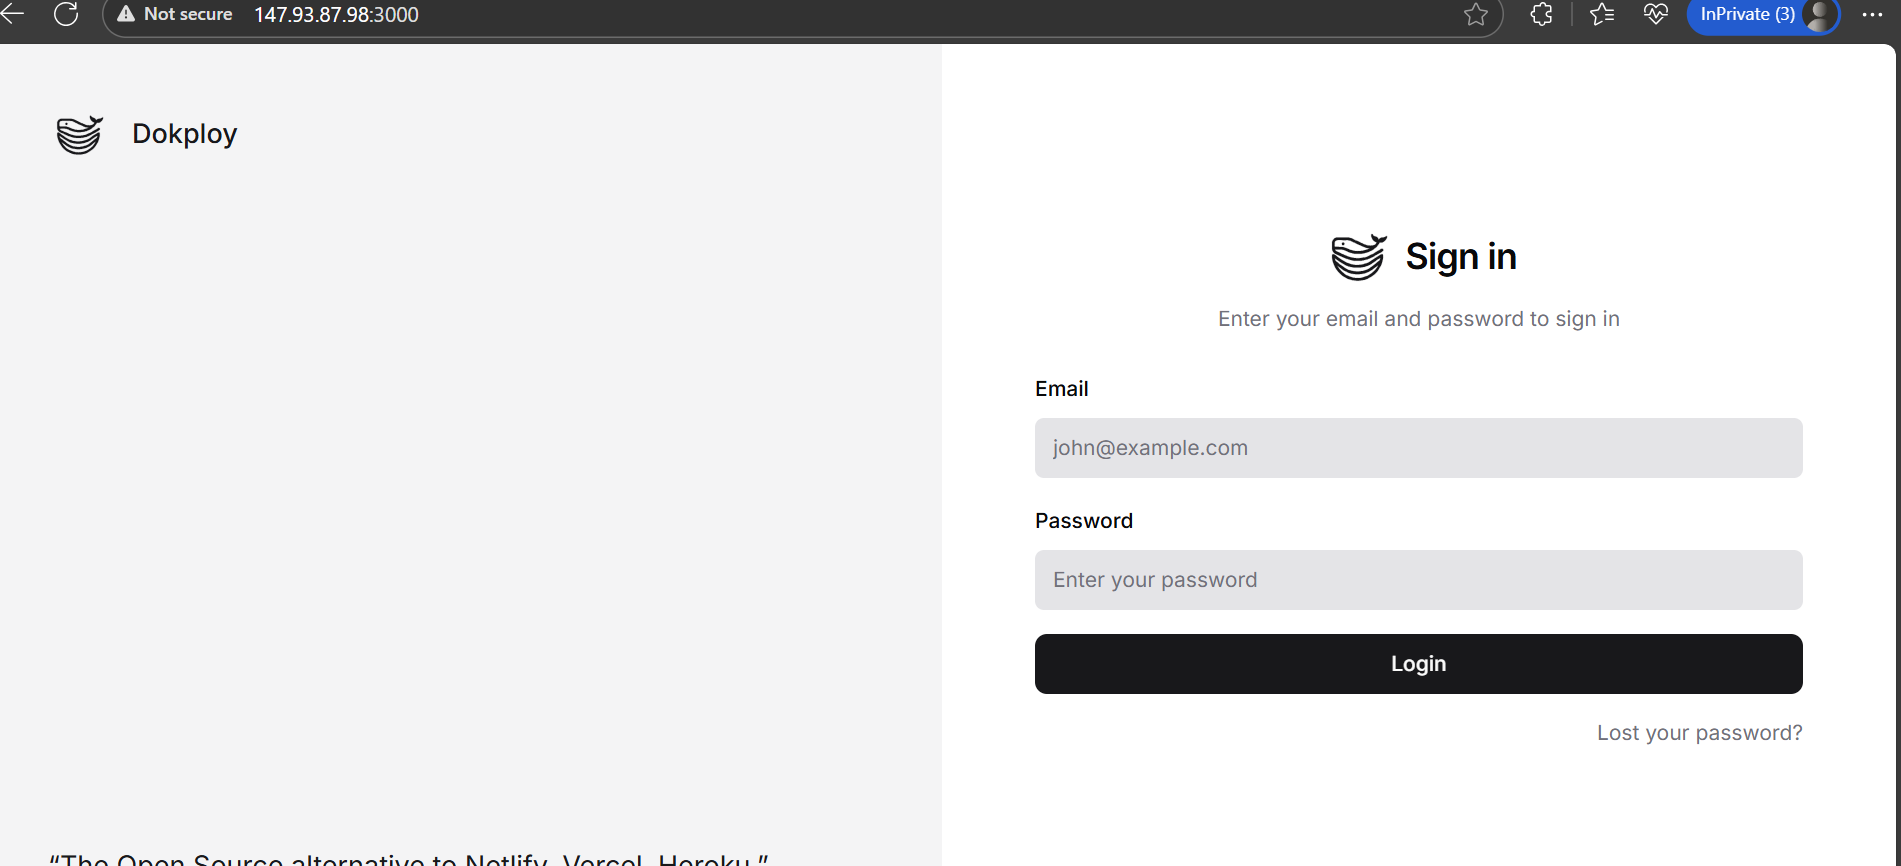 Not secure 147.93.87.98:3000
InPrivate (3)
Dokploy
Sign in
Enter your email and password to sign in
Email
john@example.com
Password
Enter your password
Login
Lost your password?
“The Open Source alternative to Netlify, Vercel, Heroku.”